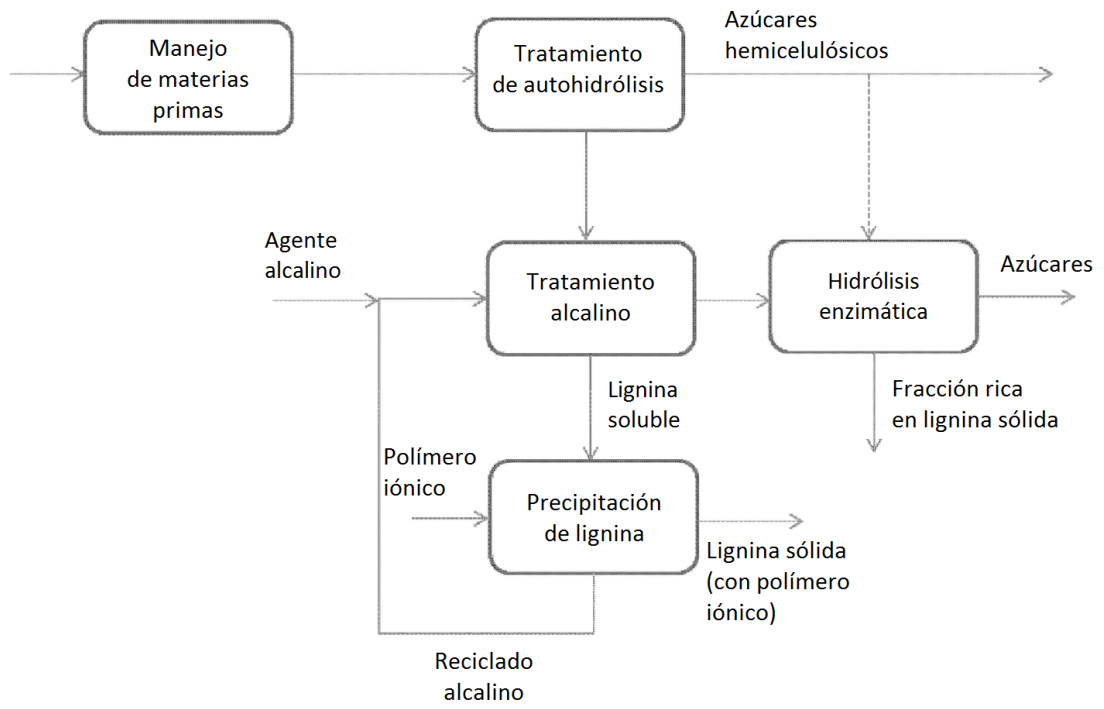 Manejo
de materias
primas
Tratamiento
de autohidrólisis
Azúcares
hemicelulósicos
Agente
alcalino
Tratamiento
alcalino
Hidrólisis
enzimática
Azúcares
Lignina
soluble
Fracción rica
en lignina sólida
Polímero
iónico
Precipitación
de lignina
Lignina sólida
(con polímero
iónico)
Reciclado
alcalino